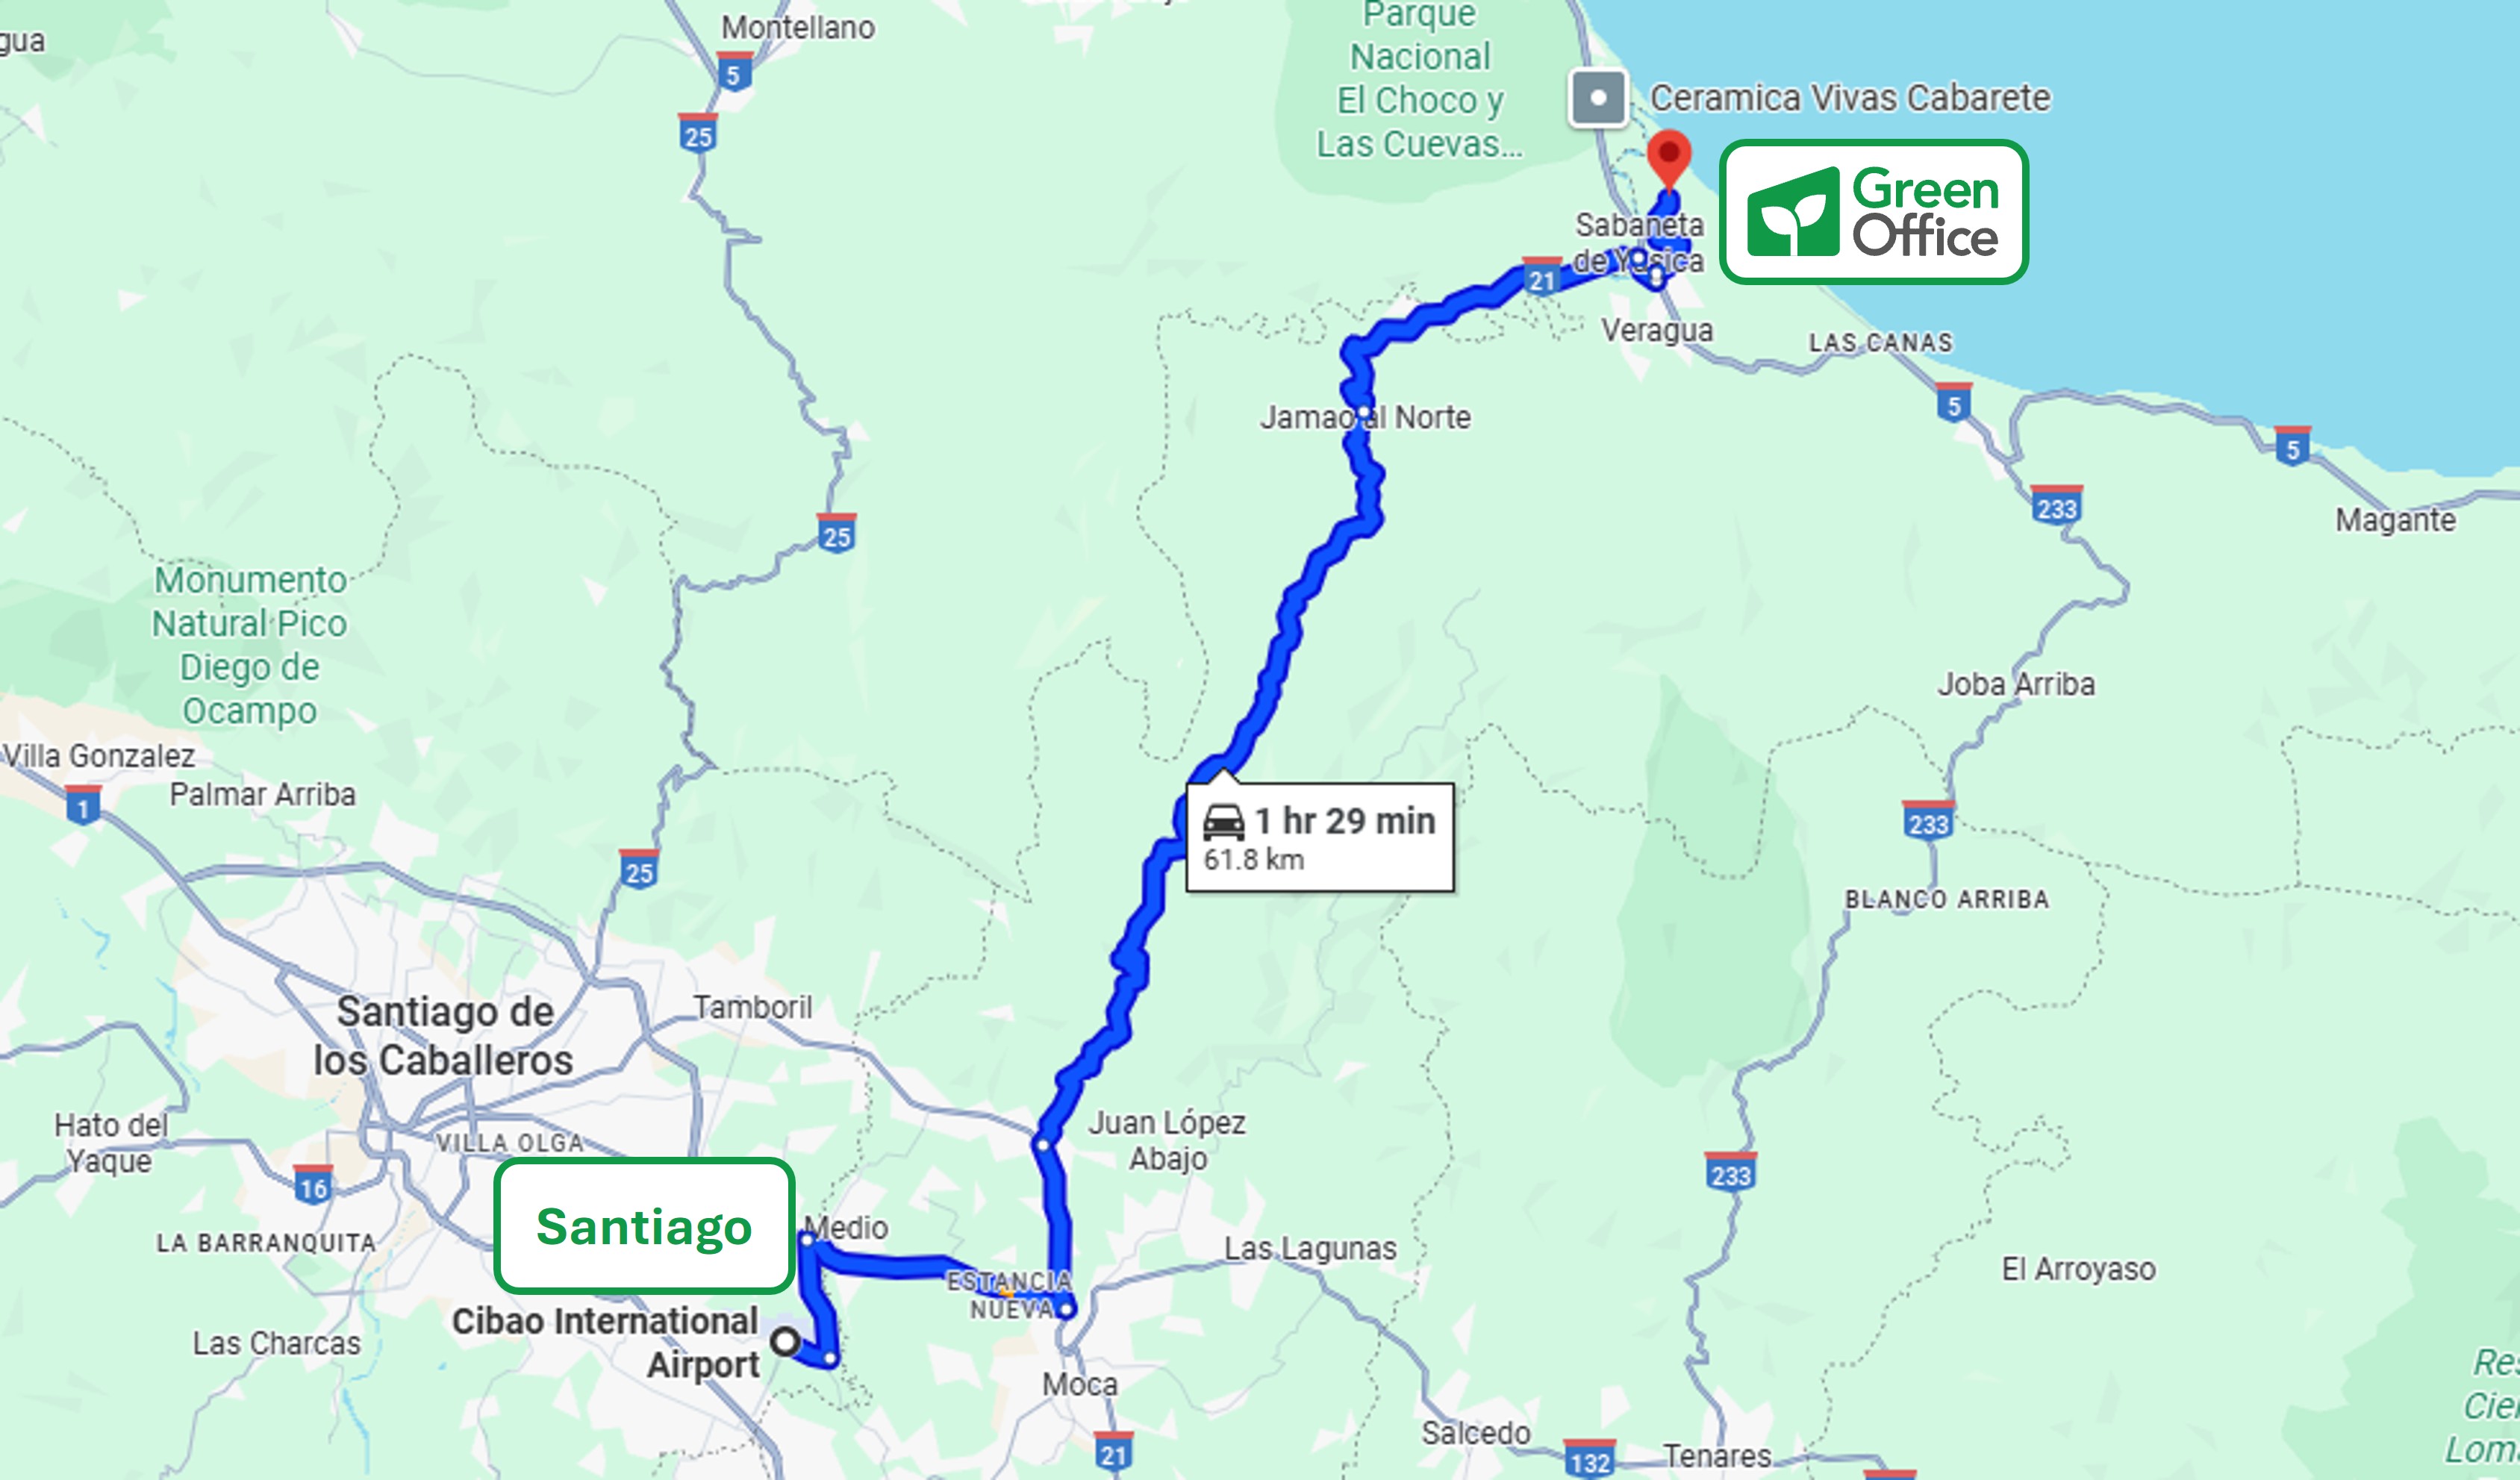 gua
Montellano
5
25
Parque
Nacional
El Choco y
Las Cuevas...
Ceramica Vivas Cabarete
Green
Office
Sabaneta
de Yásica
21
Veragua
LAS CANAS
5
5
Jamao al Norte
233
Magante
25
Monumento
Natural Pico
Diego de
Ocampo
Joba Arriba
Villa Gonzalez
Palmar Arriba
1
1 hr 29 min
61.8 km
233
25
BLANCO ARRIBA
Santiago de
los Caballeros
Tamboril
Hato del
Yaque
VILLA OLGA
Juan López
Abajo
16
233
Santiago
Medio
LA BARRANQUITA
Las Lagunas
ESTANCIA
NUEVA
El Arroyaso
Cibao International
Airport
Las Charcas
Moca
Res
Cie
Lom
Salcedo
21
132
Tenares